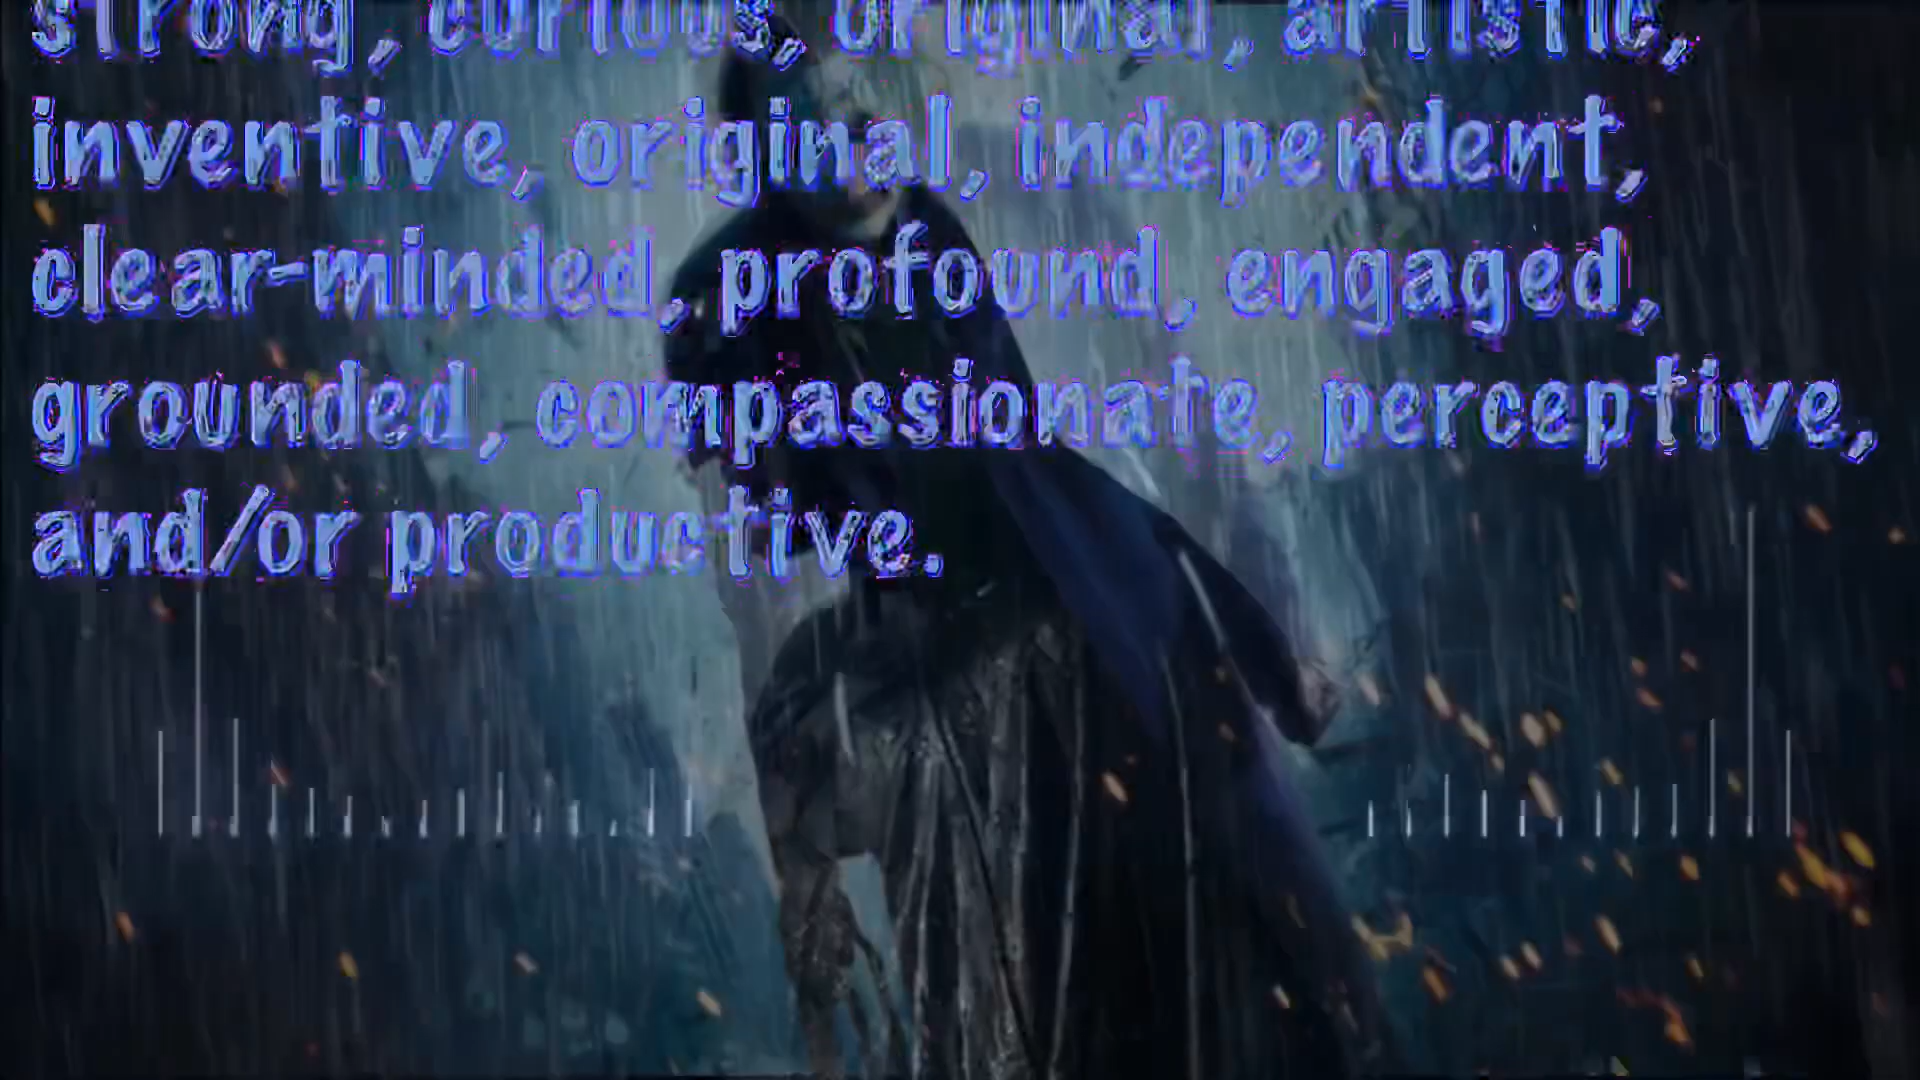 strong, curious, original, artistic,
inventive, original, independent,
clear-minded, profound, engaged,
grounded, compassionate, perceptive,
and/or productive.